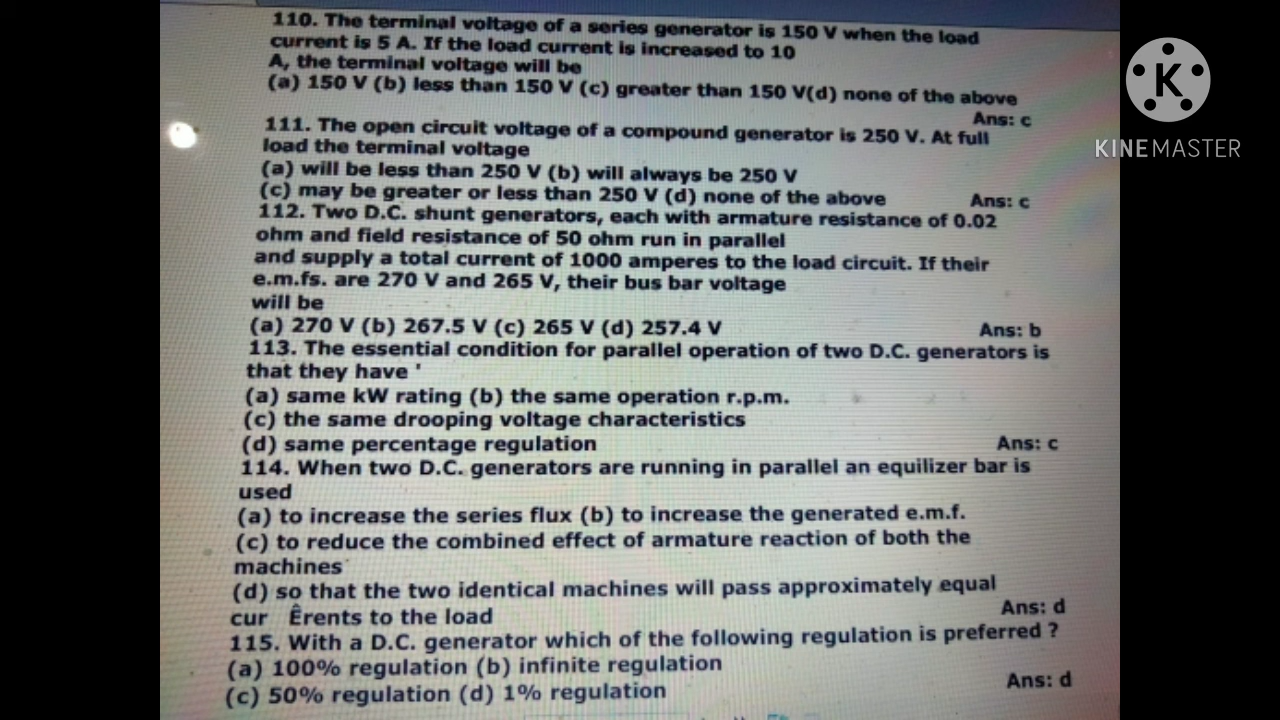 110. The terminal voltage of a series generator is 150 V when the load
current is 5 A. If the load current is increased to 10
A, the terminal voltage will be
(a) 150 V (b) less than 150 V (c) greater than 150 V(d) none of the above
Ans: c
111. The open circuit voltage of a compound generator is 250 V. At full
load the terminal voltage
(a) will be less than 250 V (b) will always be 250 V
(c) may be greater or less than 250 V (d) none of the above Ans: c
112. Two D.C. shunt generators, each with armature resistance of 0.02
ohm and field resistance of 50 ohm run in parallel
and supply a total current of 1000 amperes to the load circuit. If their
e.m.fs. are 270 V and 265 V, their bus bar voltage
will be
(a) 270 V (b) 267.5 V (c) 265 V (d) 257.4 V Ans: b
113. The essential condition for parallel operation of two D.C. generators is
that they have '
(a) same kW rating (b) the same operation r.p.m.
(c) the same drooping voltage characteristics
(d) same percentage regulation Ans: c
114. When two D.C. generators are running in parallel an equilizer bar is
used
(a) to increase the series flux (b) to increase the generated e.m.f.
(c) to reduce the combined effect of armature reaction of both the
machines
(d) so that the two identical machines will pass approximately equal
cur Êrents to the load Ans: d
115. With a D.C. generator which of the following regulation is preferred ?
(a) 100% regulation (b) infinite regulation
(c) 50% regulation (d) 1% regulation Ans: d
K
KINEMASTER